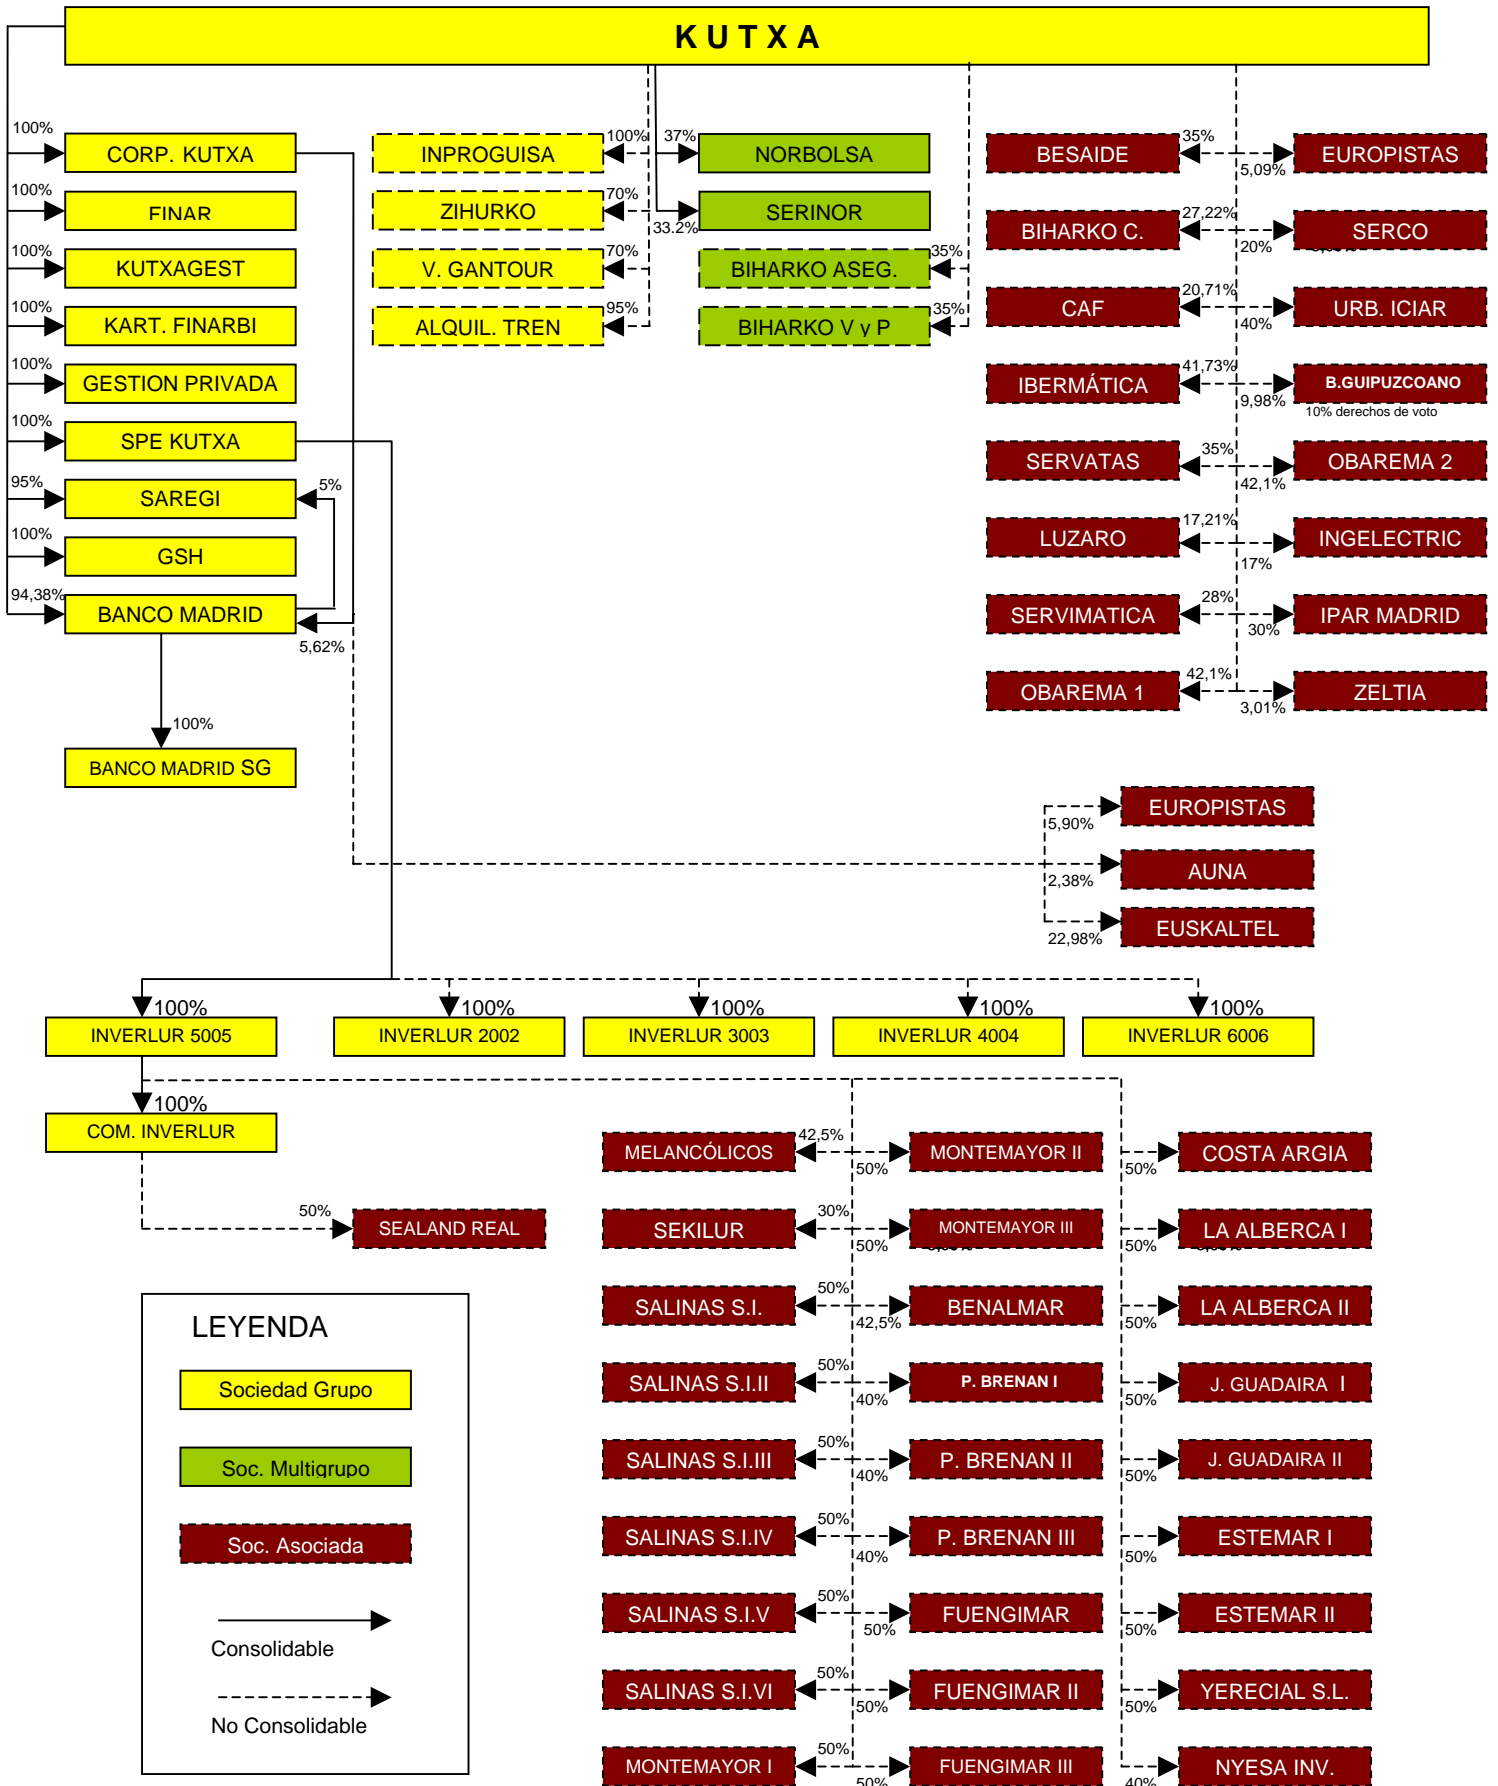 KUTXA
100%
CORP. KUTXA
100%
FINAR
100%
KUTXAGEST
100%
KART. FINARBI
100%
GESTION PRIVADA
100%
SPE KUTXA
95%
SAREGI
5%
100%
GSH
94,38%
BANCO MADRID
5,62%
100%
BANCO MADRID SG
INPROGUISA
100%
ZIHURKO
70%
V. GANTOUR
70%
ALQUIL. TREN
95%
37%
NORBOLSA
33.2%
SERINOR
BIHARKO ASEG.
35%
BIHARKO V y P
35%
BESAIDE
35%
5,09%
EUROPISTAS
BIHARKO C.
27,22%
20%
SERCO
CAF
20,71%
40%
URB. ICIAR
IBERMÁTICA
41,73%
9,98%
B.GUIPUZCOANO
10% derechos de voto
SERVATAS
35%
42,1%
OBAREMA 2
LUZARO
17,21%
17%
INGELECTRIC
SERVIMATICA
28%
30%
IPAR MADRID
OBAREMA 1
42,1%
3,01%
ZELTIA
5,90%
EUROPISTAS
2,38%
AUNA
22,98%
EUSKALTEL
100%
INVERLUR 5005
100%
INVERLUR 2002
100%
INVERLUR 3003
100%
INVERLUR 4004
100%
INVERLUR 6006
100%
COM. INVERLUR
50%
SEALAND REAL
MELANCÓLICOS
42,5%
50%
MONTEMAYOR II
50%
COSTA ARGIA
SEKILUR
30%
50%
MONTEMAYOR III
50%
LA ALBERCA I
SALINAS S.I.
50%
42,5%
BENALMAR
50%
LA ALBERCA II
SALINAS S.I.II
50%
40%
P. BRENAN I
50%
J. GUADAIRA I
SALINAS S.I.III
50%
40%
P. BRENAN II
50%
J. GUADAIRA II
SALINAS S.I.IV
50%
40%
P. BRENAN III
50%
ESTEMAR I
SALINAS S.I.V
50%
50%
FUENGIMAR
50%
ESTEMAR II
SALINAS S.I.VI
50%
50%
FUENGIMAR II
50%
YERECIAL S.L.
MONTEMAYOR I
50%
50%
FUENGIMAR III
40%
NYESA INV.
LEYENDA
Sociedad Grupo
Soc. Multigrupo
Soc. Asociada
Consolidable
No Consolidable